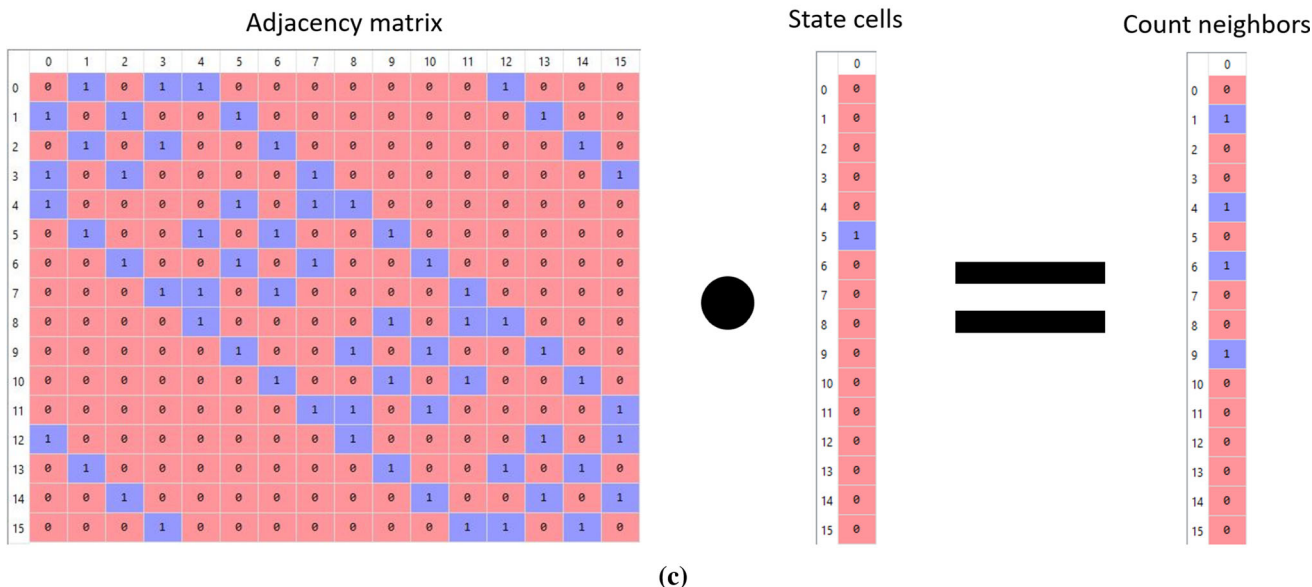 Adjacency matrix State cells Count neighbors
0 1 2 3 4 5 6 7 8 9 10 11 12 13 14 15 0 0
0 0 1 0 1 1 0 0 0 0 0 0 0 1 0 0 0 0 0 0 0
1 1 0 1 0 0 1 0 0 0 0 0 0 0 1 0 0 1 0 1 1
2 0 1 0 1 0 0 1 0 0 0 0 0 0 0 1 0 2 0 2 0
3 1 0 1 0 0 0 0 1 0 0 0 0 0 0 0 1 3 0 3 0
4 1 0 0 0 0 1 0 1 1 0 0 0 0 0 0 0 4 0 4 1
5 0 1 0 0 1 0 1 0 0 1 0 0 0 0 0 0 5 1 5 0
6 0 0 1 0 0 1 0 1 0 0 1 0 0 0 0 0 6 0 6 1
7 0 0 0 1 1 0 1 0 0 0 0 1 0 0 0 0 7 0 7 0
8 0 0 0 0 1 0 0 0 0 1 0 1 1 0 0 0 8 0 8 0
9 0 0 0 0 0 1 0 0 1 0 1 0 0 1 0 0 9 0 9 1
10 0 0 0 0 0 0 1 0 0 1 0 1 0 0 1 0 10 0 10 0
11 0 0 0 0 0 0 0 1 1 0 1 0 0 0 0 1 11 0 11 0
12 1 0 0 0 0 0 0 0 1 0 0 0 0 1 0 1 12 0 12 0
13 0 1 0 0 0 0 0 0 0 1 0 0 1 0 1 0 13 0 13 0
14 0 0 1 0 0 0 0 0 0 0 1 0 0 1 0 1 14 0 14 0
15 0 0 0 1 0 0 0 0 0 0 0 1 1 0 1 0 15 0 15 0
(c)